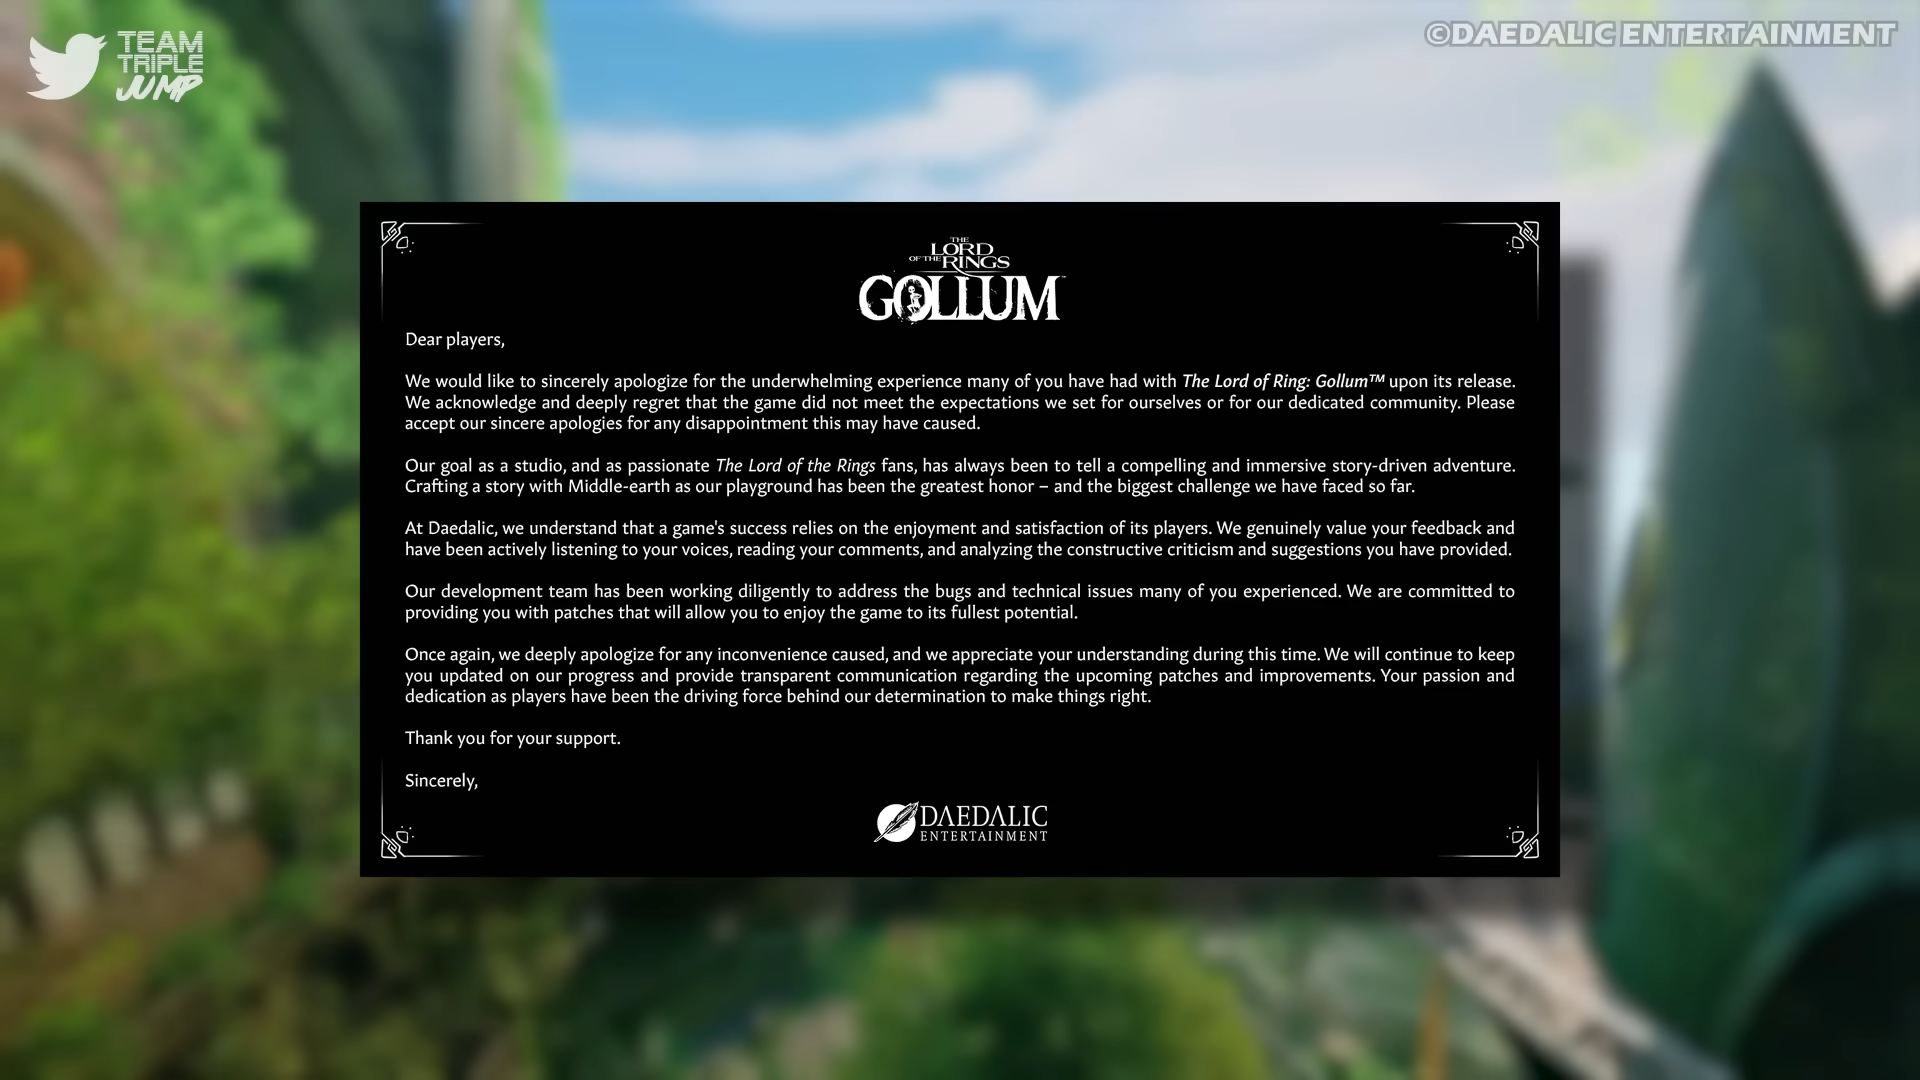 TEAM
TRIPLE
JUMP
©DAEDALIC ENTERTAINMENT
THE
LORD
OF THE RINGS
GOLLUM™
Dear players,
We would like to sincerely apologize for the underwhelming experience many of you have had with The Lord of Ring: Gollum™ upon its release.
We acknowledge and deeply regret that the game did not meet the expectations we set for ourselves or for our dedicated community. Please
accept our sincere apologies for any disappointment this may have caused.
Our goal as a studio, and as passionate The Lord of the Rings fans, has always been to tell a compelling and immersive story-driven adventure.
Crafting a story with Middle-earth as our playground has been the greatest honor – and the biggest challenge we have faced so far.
At Daedalic, we understand that a game's success relies on the enjoyment and satisfaction of its players. We genuinely value your feedback and
have been actively listening to your voices, reading your comments, and analyzing the constructive criticism and suggestions you have provided.
Our development team has been working diligently to address the bugs and technical issues many of you experienced. We are committed to
providing you with patches that will allow you to enjoy the game to its fullest potential.
Once again, we deeply apologize for any inconvenience caused, and we appreciate your understanding during this time. We will continue to keep
you updated on our progress and provide transparent communication regarding the upcoming patches and improvements. Your passion and
dedication as players have been the driving force behind our determination to make things right.
Thank you for your support.
Sincerely,
DAEDALIC
ENTERTAINMENT